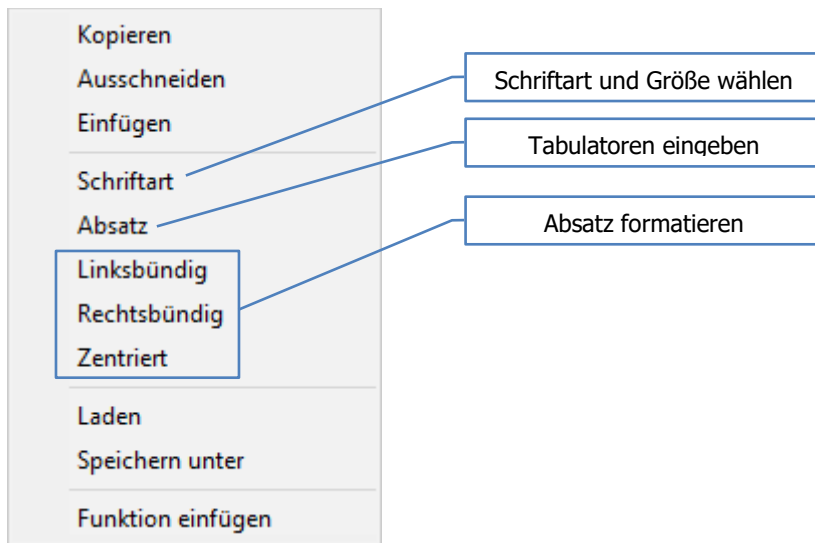 Kopieren
Ausschneiden
Einfügen
Schriftart
Absatz
Linksbündig
Rechtsbündig
Zentriert
Laden
Speichern unter
Funktion einfügen
Schriftart und Größe wählen
Tabulatoren eingeben
Absatz formatieren